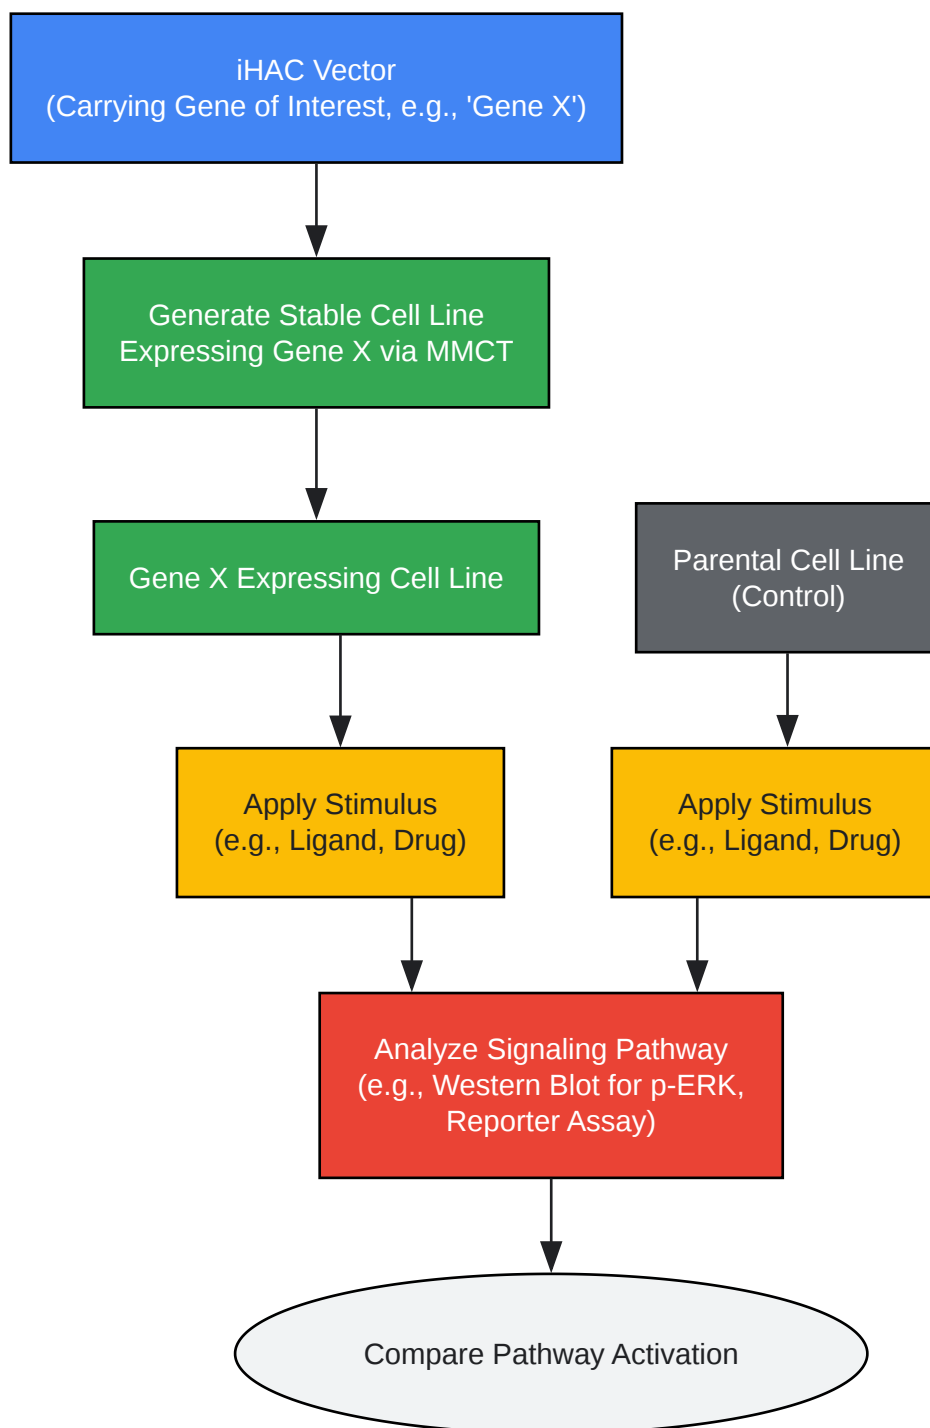 iHAC Vector
(Carrying Gene of Interest, e.g., 'Gene X')
Generate Stable Cell Line
Expressing Gene X via MMCT
Gene X Expressing Cell Line
Parental Cell Line
(Control)
Apply Stimulus
(e.g., Ligand, Drug)
Apply Stimulus
(e.g., Ligand, Drug)
Analyze Signaling Pathway
(e.g., Western Blot for p-ERK,
Reporter Assay)
Compare Pathway Activation